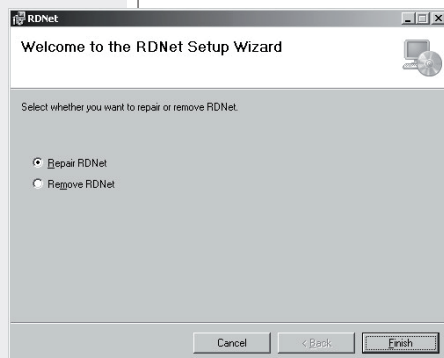 RDNet
Welcome to the RDNet Setup Wizard
Select whether you want to repair or remove RDNet.
Repair RDNet
Remove RDNet
Cancel
< Back
Finish